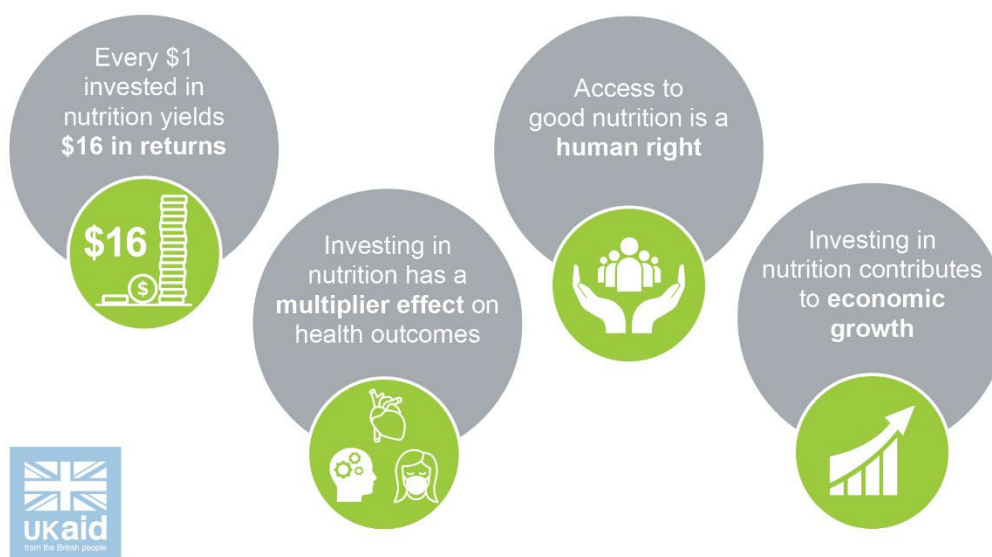 Every $1
invested in
nutrition yields
$16 in returns
$16
$
Investing in
nutrition has a
multiplier effect on
health outcomes
Access to
good nutrition is a
human right
Investing in
nutrition contributes
to economic
growth
UKaid
from the British people